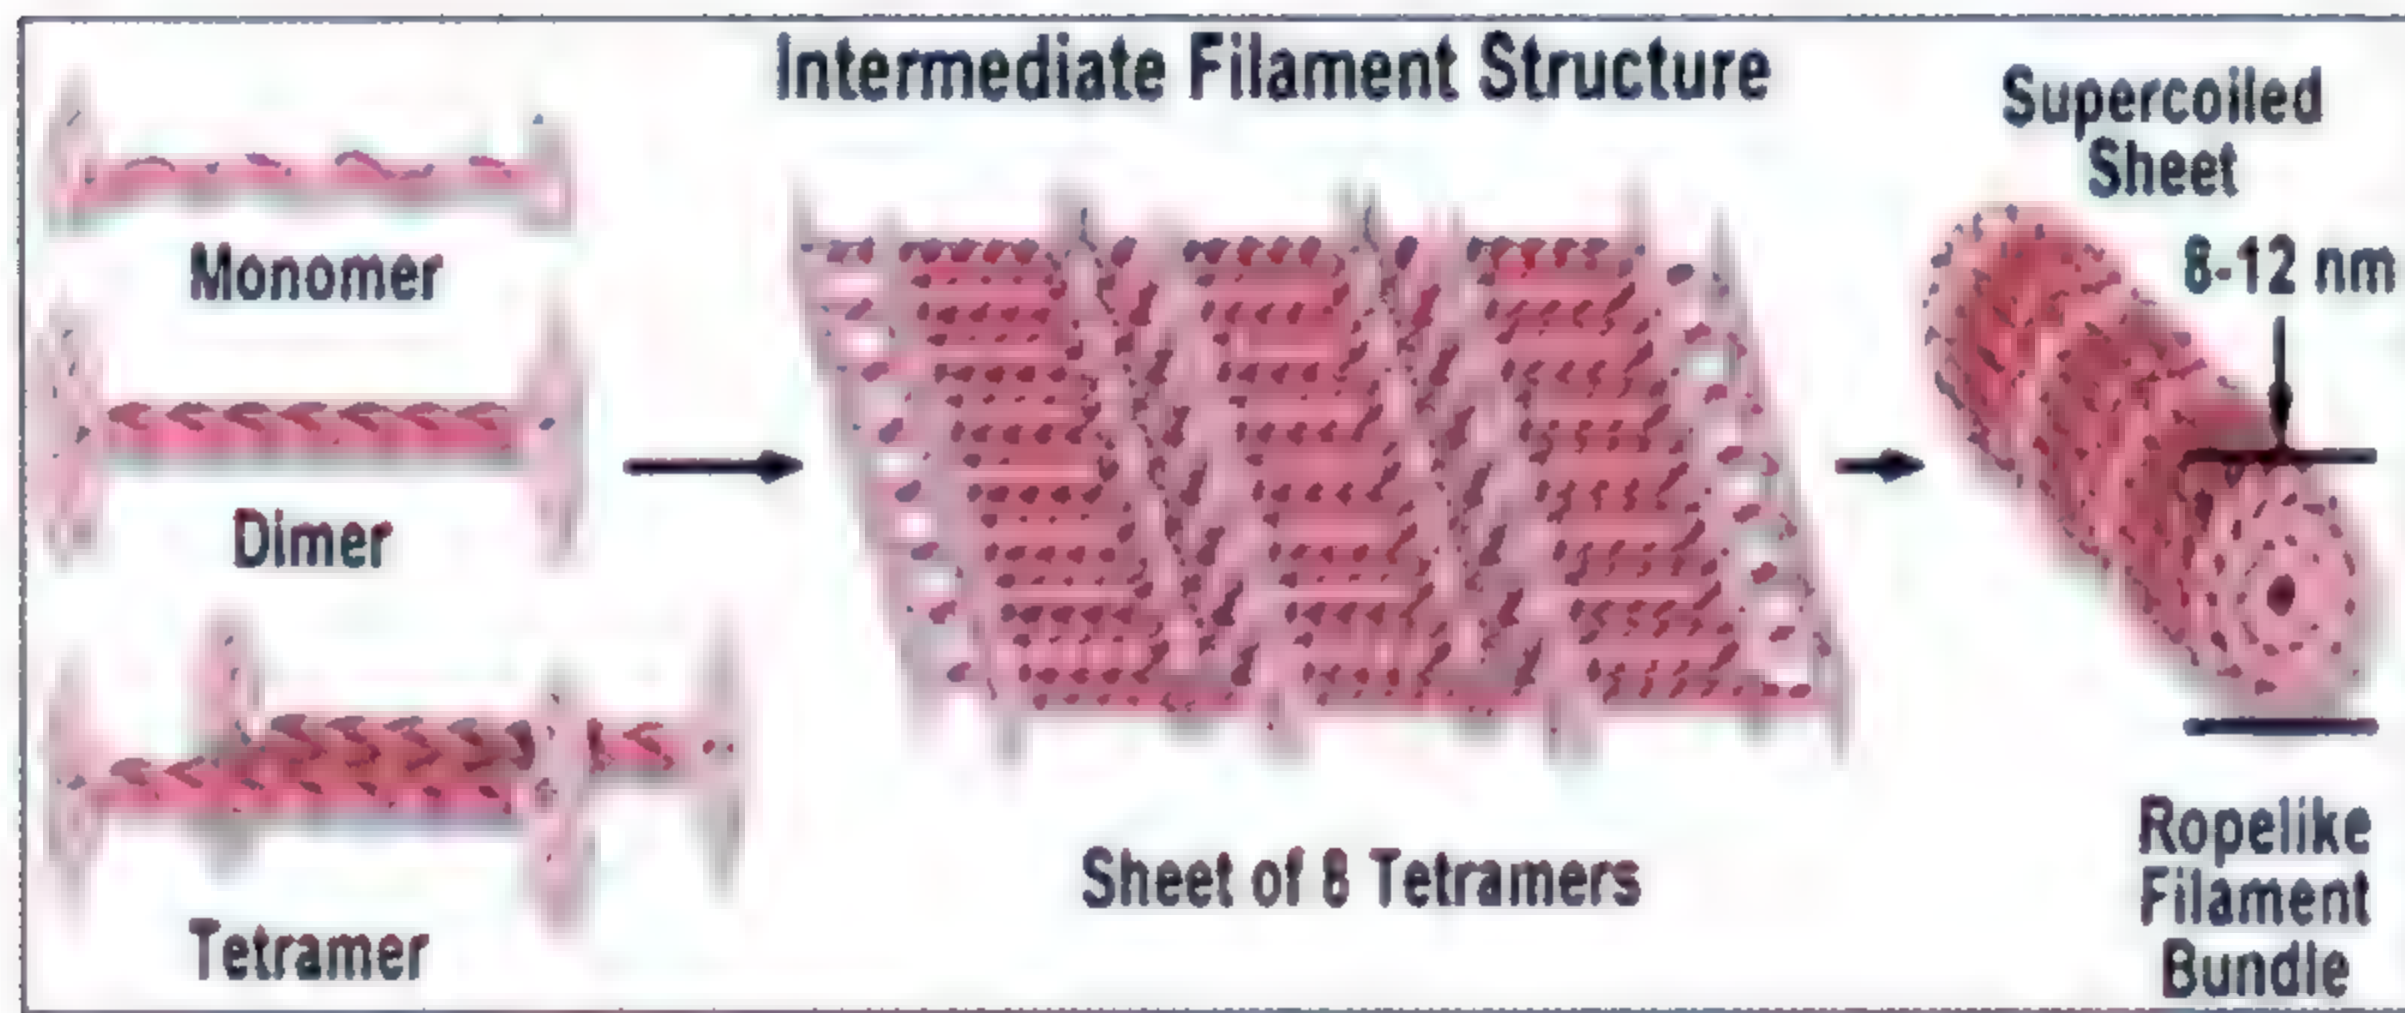 Intermediate Filament Structure
Monomer
Dimer
Tetramer
Sheet of 8 Tetramers
Supercoiled
Sheet
8-12 nm
Ropelike
Filament
Bundle